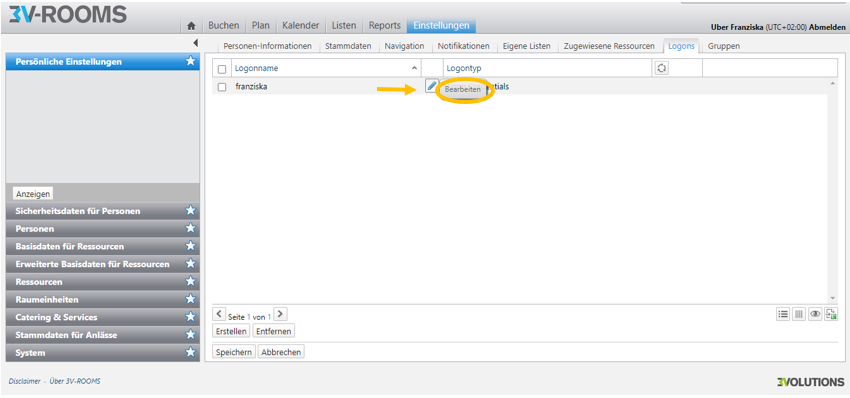 3V-ROOMS
Buchen Plan Kalender Listen Reports Einstellungen
Uber Franziska (UTC+02:00) Abmelden
Personen-Informationen Stammdaten Navigation Notifikationen Eigene Listen Zugewiesene Ressourcen Logons Gruppen
Persönliche Einstellungen
Logonname Logontyp
franziska Bearbeiten
Anzeigen
Sicherheitsdaten für Personen
Personen
Basisdaten für Ressourcen
Erweiterte Basisdaten für Ressourcen
Ressourcen
Raumeinheiten
Catering & Services
Stammdaten für Anlässe
System
Seite 1 von 1
Erstellen Entfernen
Speichern Abbrechen
Disclaimer - Über 3V-ROOMS
3VOLUTIONS